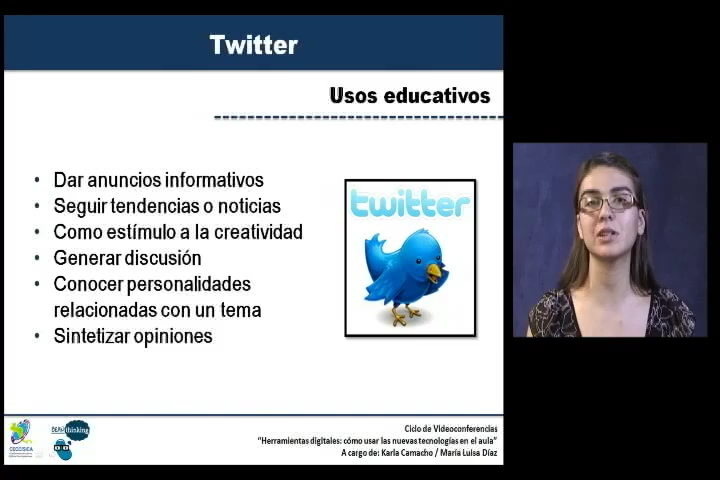 Twitter
Usos educativos
• Dar anuncios informativos
• Seguir tendencias o noticias
• Como estímulo a la creatividad
• Generar discusión
• Conocer personalidades
relacionadas con un tema
• Sintetizar opiniones
twitter
CECCSICA
thinking
Ciclo de Videoconferencias
"Herramientas digitales: cómo usar las nuevas tecnologías en el aula"
A cargo de: Karla Camacho / María Luisa Díaz